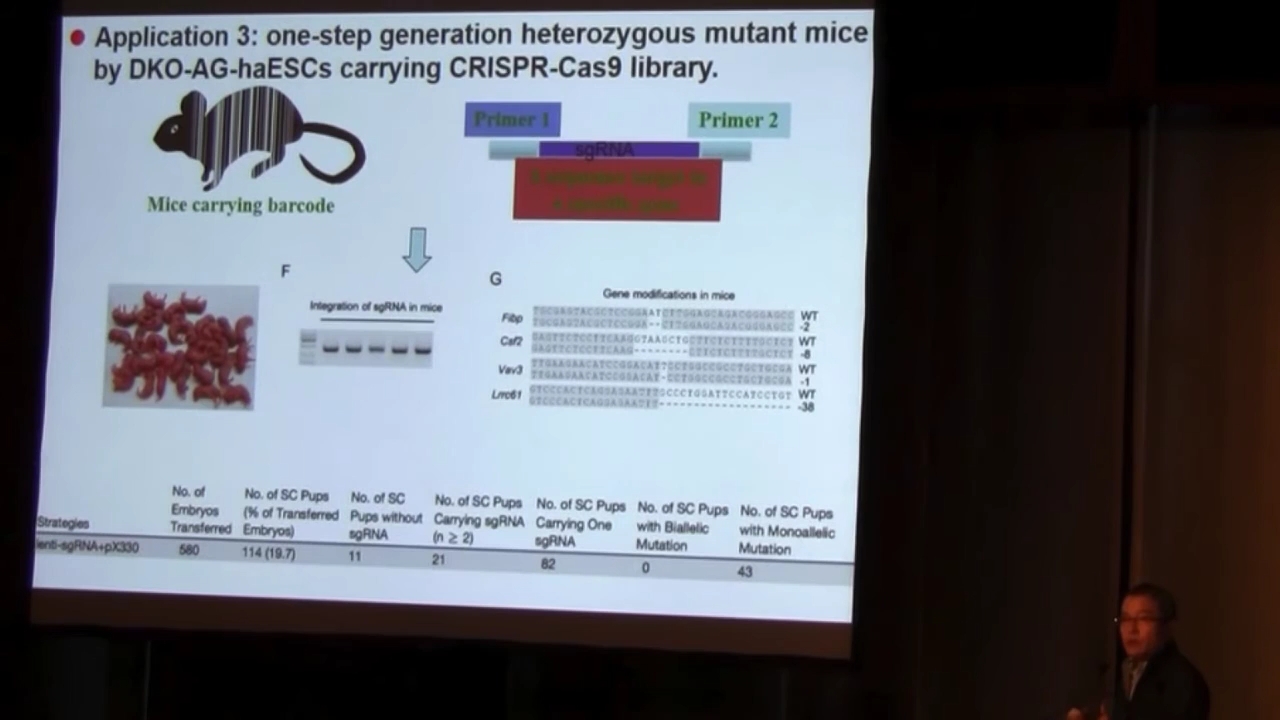 Application 3: one-step generation heterozygous mutant mice
by DKO-AG-haESCs carrying CRISPR-Cas9 library.
Primer 1
Primer 2
sgRNA
Mice carrying barcode
F
Integration of sgRNA in mice
G
Gene modifications in mice
Fibp
WT
-2
Csf2
WT
-8
Vav3
WT
-1
Lrrc61
WT
-38
Strategies
No. of
Embryos
Transferred
No. of SC Pups
(% of Transferred
Embryos)
No. of SC
Pups without
sgRNA
No. of SC Pups
Carrying sgRNA
(n ≥ 2)
No. of SC Pups
Carrying One
sgRNA
No. of SC Pups
with Biallelic
Mutation
No. of SC Pups
with Monoallelic
Mutation
enti-sgRNA+pX330
580
114 (19.7)
11
21
82
0
43